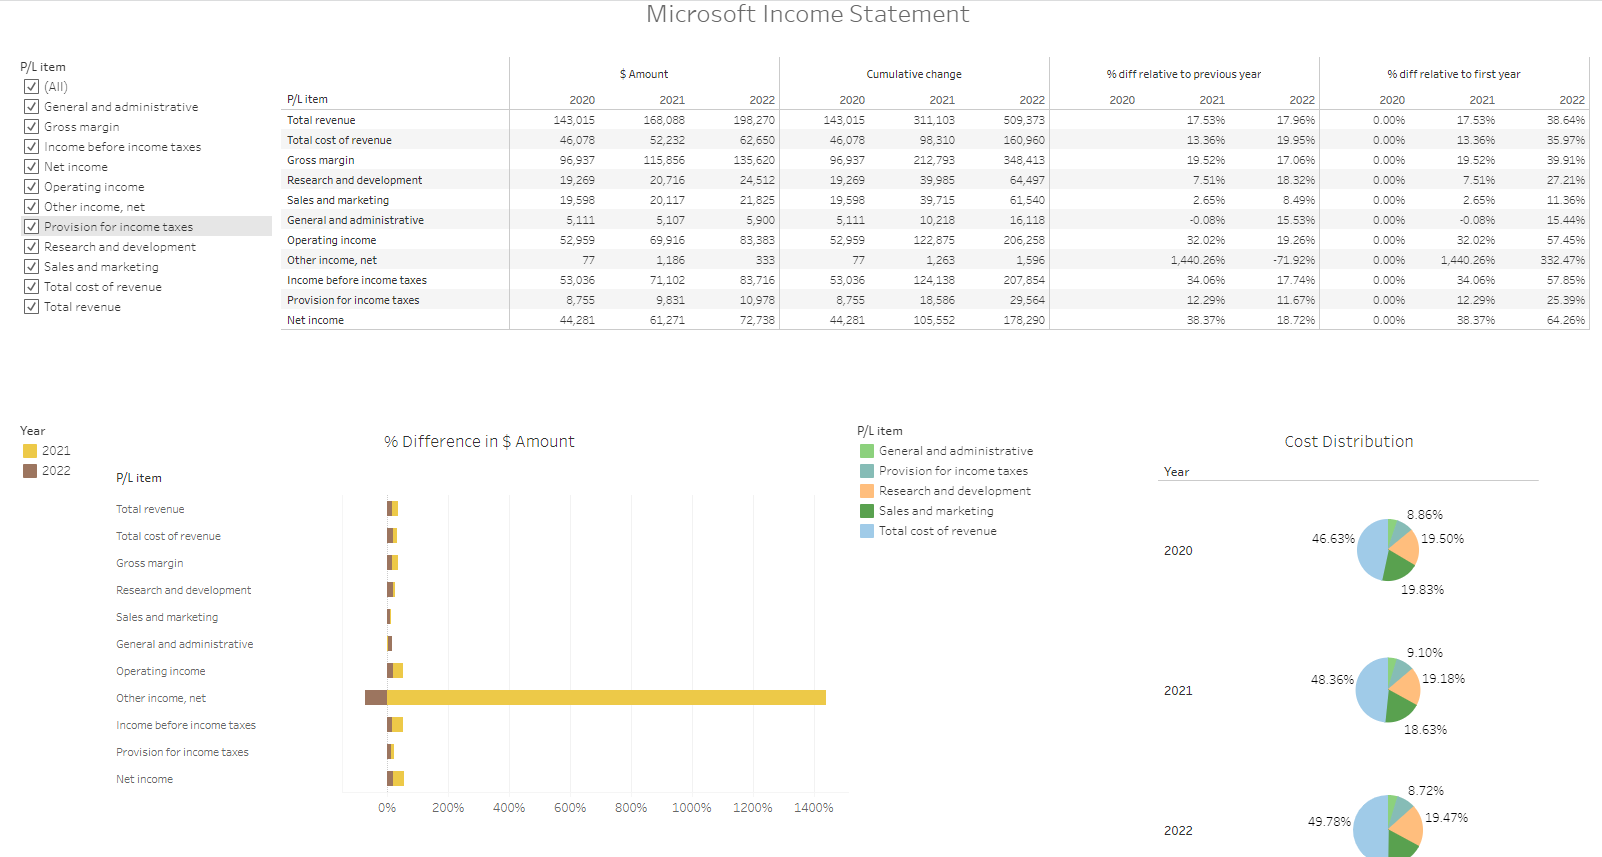 Microsoft Income Statement
P/L item
(All)
General and administrative
Gross margin
Income before income taxes
Net income
Operating income
Other income, net
Provision for income taxes
Research and development
Sales and marketing
Total cost of revenue
Total revenue
$ Amount Cumulative change % diff relative to previous year % diff relative to first year
P/L item 2020 2021 2022 2020 2021 2022 2020 2021 2022 2020 2021 2022
Total revenue 143,015 168,088 198,270 143,015 311,103 509,373 17.53% 17.96% 0.00% 17.53% 38.64%
Total cost of revenue 46,078 52,232 62,650 46,078 98,310 160,960 13.36% 19.95% 0.00% 13.36% 35.97%
Gross margin 96,937 115,856 135,620 96,937 212,793 348,413 19.52% 17.06% 0.00% 19.52% 39.91%
Research and development 19,269 20,716 24,512 19,269 39,985 64,497 7.51% 18.32% 0.00% 7.51% 27.21%
Sales and marketing 19,598 20,117 21,825 19,598 39,715 61,540 2.65% 8.49% 0.00% 2.65% 11.36%
General and administrative 5,111 5,107 5,900 5,111 10,218 16,118 -0.08% 15.53% 0.00% -0.08% 15.44%
Operating income 52,959 69,916 83,383 52,959 122,875 206,258 32.02% 19.26% 0.00% 32.02% 57.45%
Other income, net 77 1,186 333 77 1,263 1,596 1,440.26% -71.92% 0.00% 1,440.26% 332.47%
Income before income taxes 53,036 71,102 83,716 53,036 124,138 207,854 34.06% 17.74% 0.00% 34.06% 57.85%
Provision for income taxes 8,755 9,831 10,978 8,755 18,586 29,564 12.29% 11.67% 0.00% 12.29% 25.39%
Net income 44,281 61,271 72,738 44,281 105,552 178,290 38.37% 18.72% 0.00% 38.37% 64.26%
Year
2021
2022
% Difference in $ Amount
P/L item
Total revenue
Total cost of revenue
Gross margin
Research and development
Sales and marketing
General and administrative
Operating income
Other income, net
Income before income taxes
Provision for income taxes
Net income
0% 200% 400% 600% 800% 1000% 1200% 1400%
P/L item
General and administrative
Provision for income taxes
Research and development
Sales and marketing
Total cost of revenue
Cost Distribution
Year
8.86%
46.63% 19.50%
2020
19.83%
9.10%
48.36% 19.18%
2021
18.63%
8.72%
49.78% 19.47%
2022